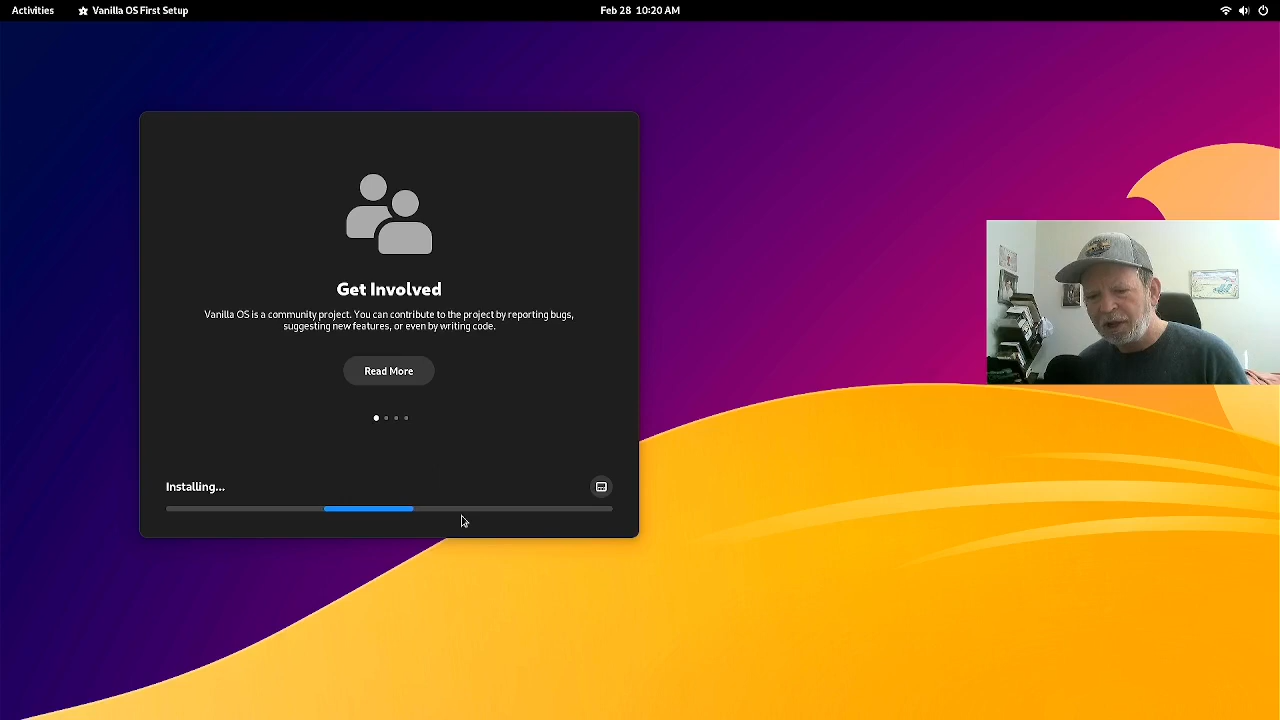 Activities
Vanilla OS First Setup
Feb 28 10:20 AM
Get Involved
Vanilla OS is a community project. You can contribute to the project by reporting bugs,
suggesting new features, or even by writing code.
Read More
Installing...